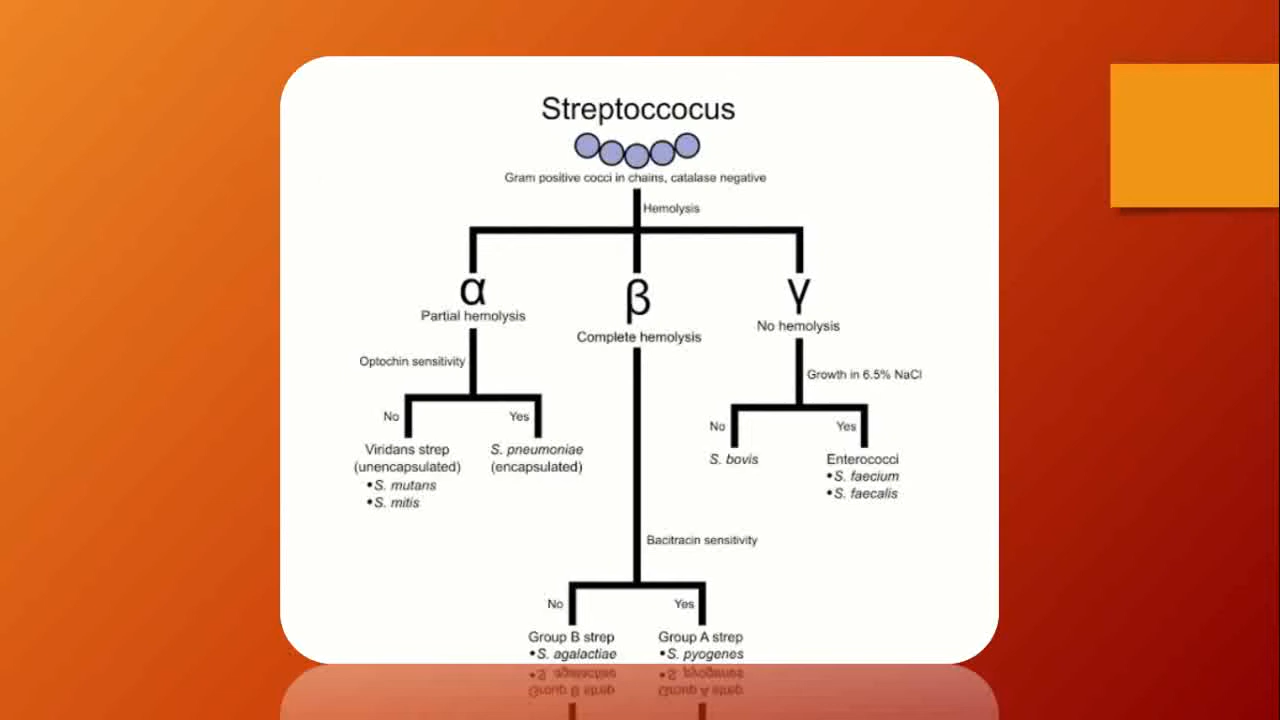 Streptoccocus
Gram positive cocci in chains, catalase negative
Hemolysis
α
Partial hemolysis
Optochin sensitivity
No
Yes
Viridans strep
(unencapsulated)
•S. mutans
•S. mitis
S. pneumoniae
(encapsulated)
β
Complete hemolysis
Bacitracin sensitivity
No
Yes
Group B strep
•S. agalactiae
Group A strep
•S. pyogenes
γ
No hemolysis
Growth in 6.5% NaCl
No
Yes
S. bovis
Enterococci
•S. faecium
•S. faecalis